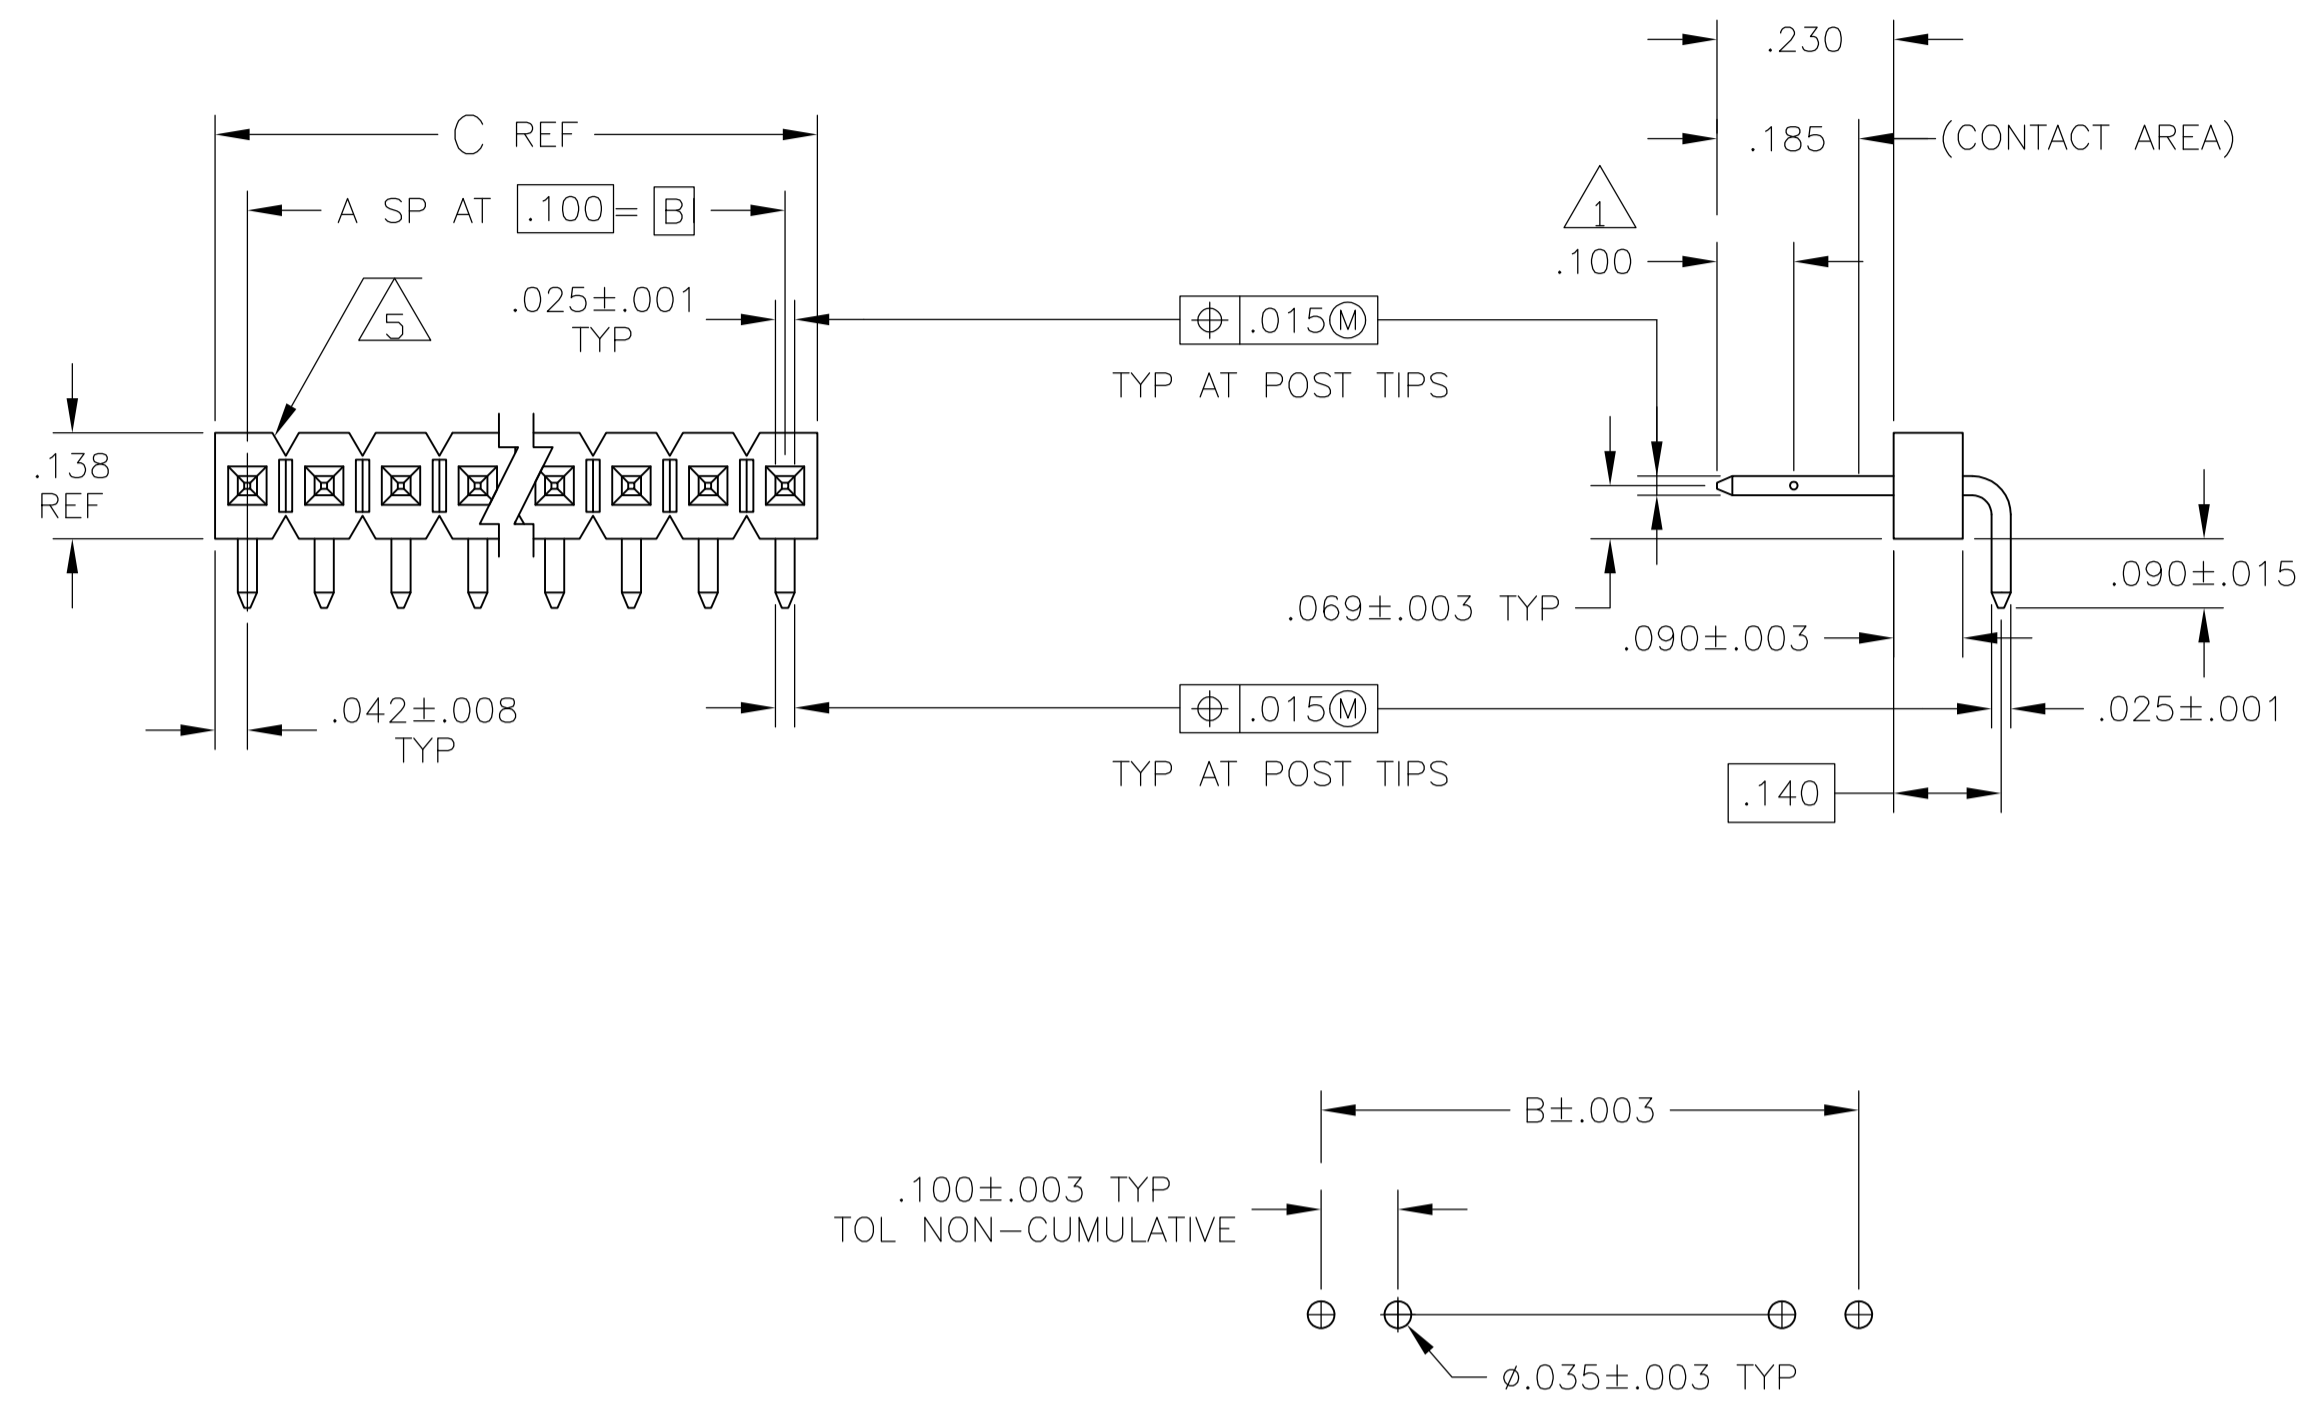 .230
C REF
.185 (CONTACT AREA)
A SP AT .100 = B
1
.100
.025±.001
TYP
5
⌖ .015 Ⓜ
TYP AT POST TIPS
.138
REF
.090±.015
.069±.003 TYP
.090±.003
.042±.008
TYP
⌖ .015 Ⓜ
TYP AT POST TIPS
.025±.001
.140
B±.003
.100±.003 TYP
TOL NON-CUMULATIVE
⌀.035±.003 TYP